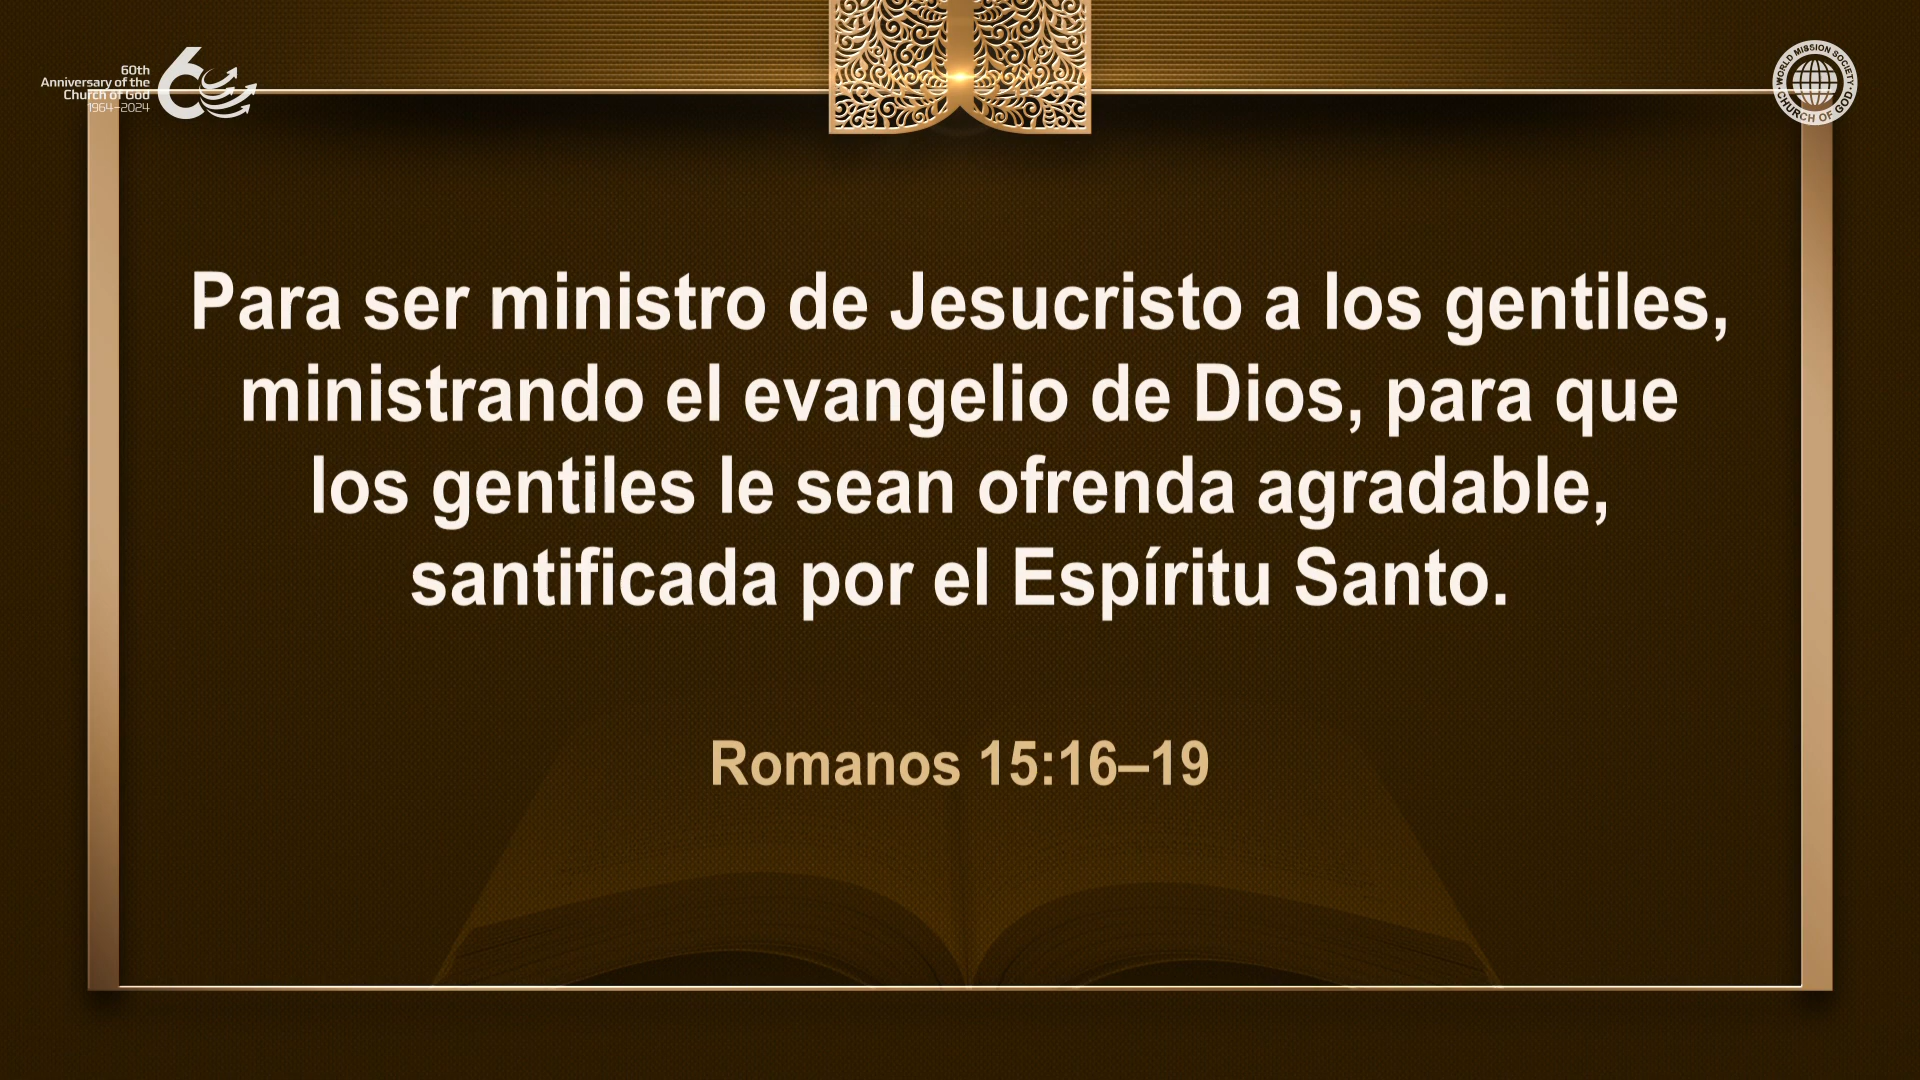 60th
Anniversary of the
Church of God
1964–2024
WORLD MISSION SOCIETY
CHURCH OF GOD
Para ser ministro de Jesucristo a los gentiles,
ministrando el evangelio de Dios, para que
los gentiles le sean ofrenda agradable,
santificada por el Espíritu Santo.
Romanos 15:16–19